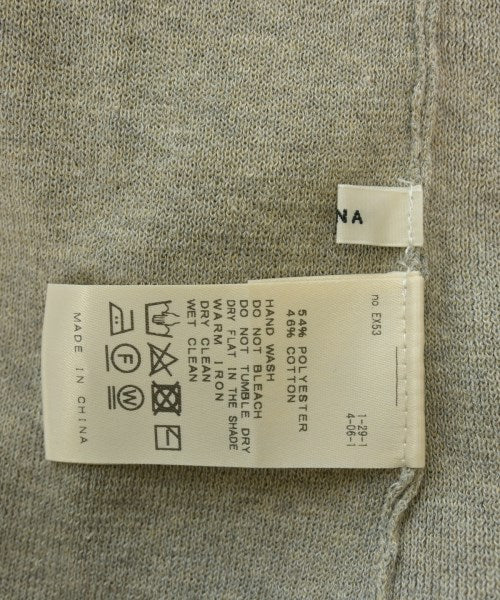 NA
no EX53
1-29-1
4-06-1
54% POLYESTER
46% COTTON
HAND WASH
DO NOT BLEACH
DO NOT TUMBLE DRY
DRY FLAT IN THE SHADE
WARM IRON
DRY CLEAN
WET CLEAN
F
W
MADE IN CHINA